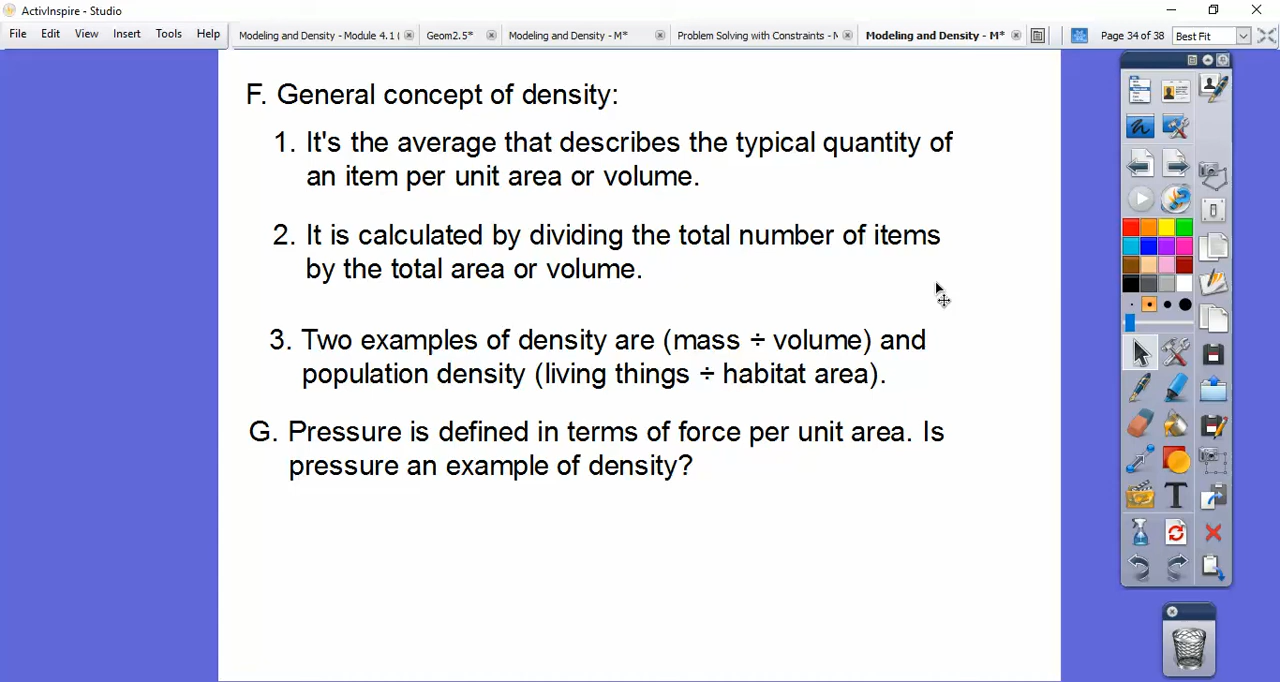 ActivInspire - Studio
File Edit View Insert Tools Help
Modeling and Density - Module 4.1 ( Geom2.5* Modeling and Density - M* Problem Solving with Constraints - M Modeling and Density - M* Page 34 of 38 Best Fit
F. General concept of density:
1. It's the average that describes the typical quantity of
an item per unit area or volume.
2. It is calculated by dividing the total number of items
by the total area or volume.
3. Two examples of density are (mass ÷ volume) and
population density (living things ÷ habitat area).
G. Pressure is defined in terms of force per unit area. Is
pressure an example of density?